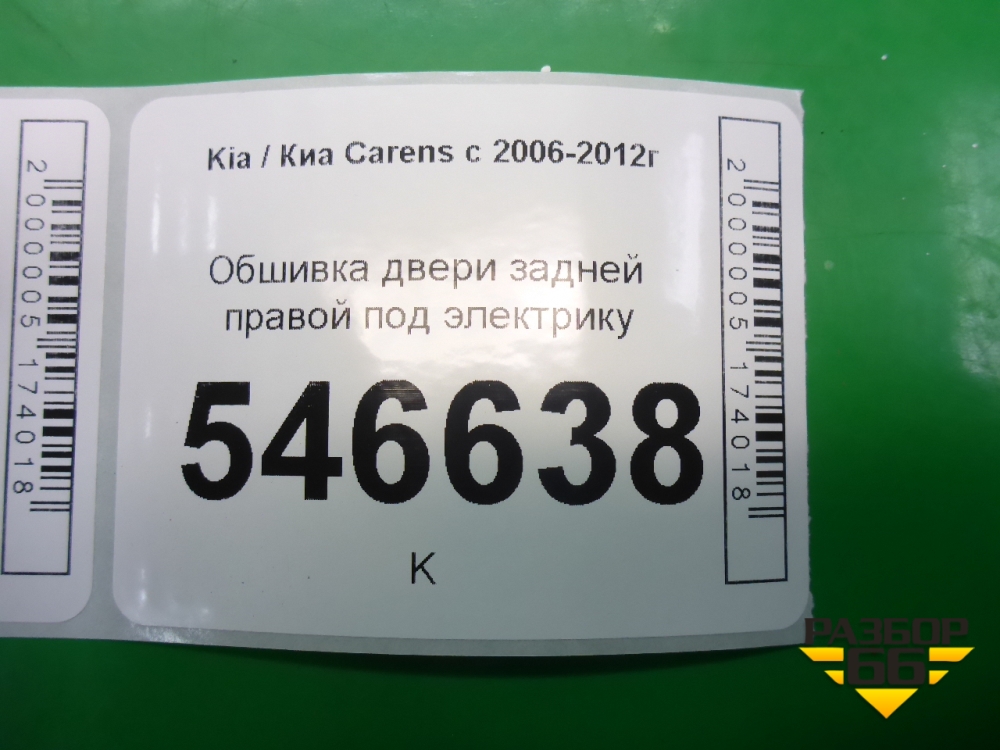 2000005174018
Kia / Киа Carens с 2006-2012г
Обшивка двери задней
правой под электрику
546638
К
2000005174018
РАЗБОР
66